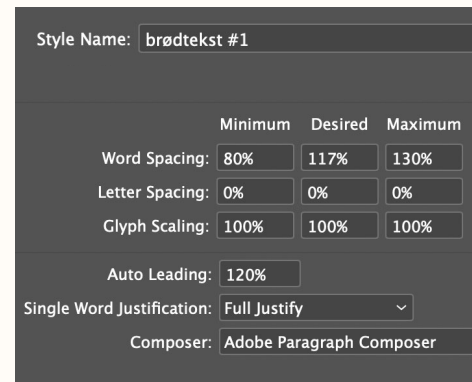 Style Name: brødtekst #1
Minimum Desired Maximum
Word Spacing: 80% 117% 130%
Letter Spacing: 0% 0% 0%
Glyph Scaling: 100% 100% 100%
Auto Leading: 120%
Single Word Justification: Full Justify
Composer: Adobe Paragraph Composer